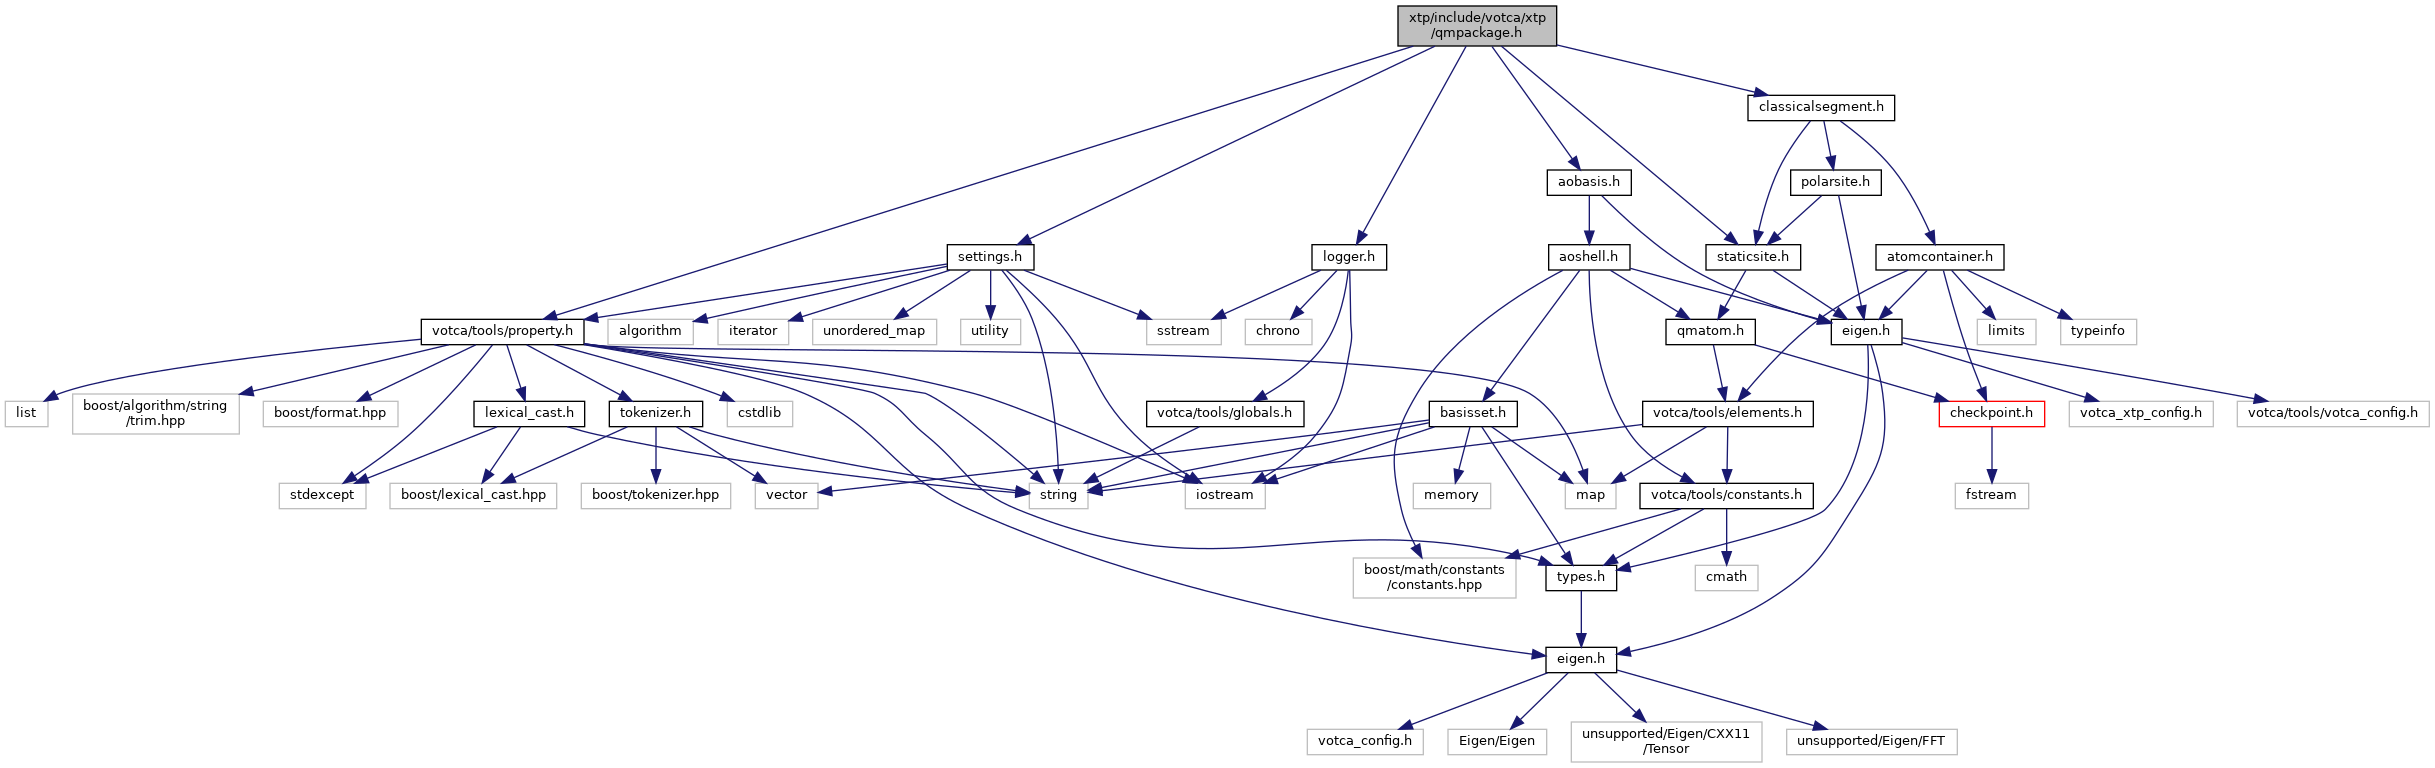 xtp/include/votca/xtp
/qmpackage.h
classicalsegment.h
aobasis.h
polarsite.h
settings.h
logger.h
aoshell.h
staticsite.h
atomcontainer.h
votca/tools/property.h
algorithm
iterator
unordered_map
utility
sstream
chrono
qmatom.h
eigen.h
limits
typeinfo
list
boost/algorithm/string
/trim.hpp
boost/format.hpp
lexical_cast.h
tokenizer.h
cstdlib
votca/tools/globals.h
basisset.h
votca/tools/elements.h
checkpoint.h
votca_xtp_config.h
votca/tools/votca_config.h
stdexcept
boost/lexical_cast.hpp
boost/tokenizer.hpp
vector
string
iostream
memory
map
votca/tools/constants.h
fstream
boost/math/constants
/constants.hpp
types.h
cmath
eigen.h
votca_config.h
Eigen/Eigen
unsupported/Eigen/CXX11
/Tensor
unsupported/Eigen/FFT